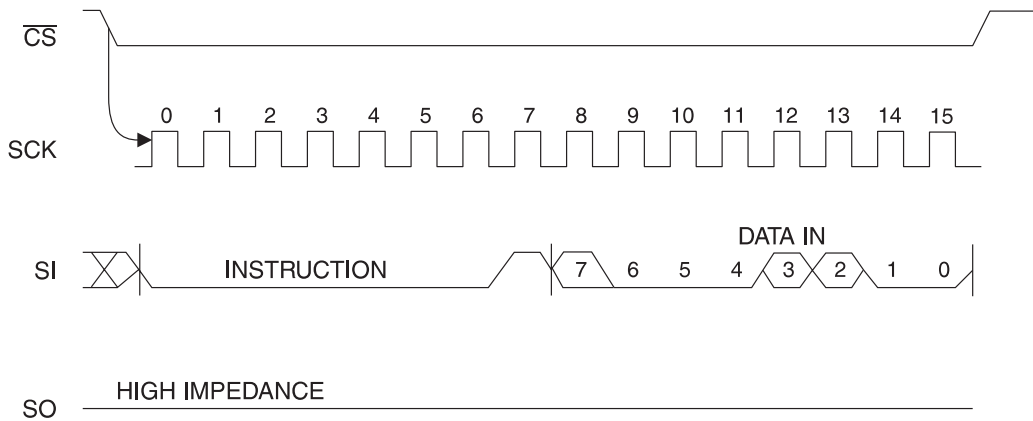 CS
0 1 2 3 4 5 6 7 8 9 10 11 12 13 14 15
SCK
DATA IN
SI INSTRUCTION 7 6 5 4 3 2 1 0
HIGH IMPEDANCE
SO